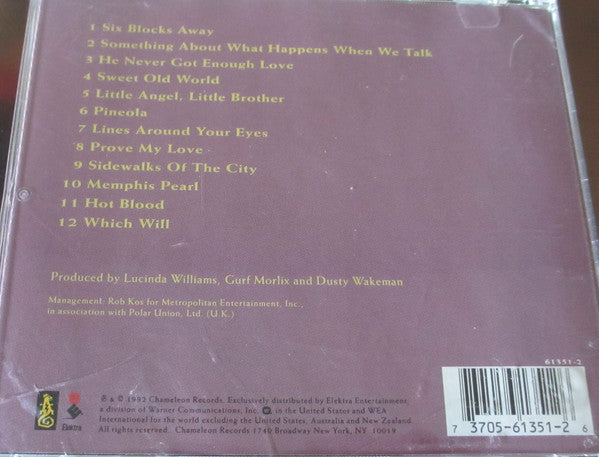 1 Six Blocks Away
2 Something About What Happens When We Talk
3 He Never Got Enough Love
4 Sweet Old World
5 Little Angel, Little Brother
6 Pineola
7 Lines Around Your Eyes
8 Prove My Love
9 Sidewalks Of The City
10 Memphis Pearl
11 Hot Blood
12 Which Will
Produced by Lucinda Williams, Gurf Morlix and Dusty Wakeman
Management: Rob Kos for Metropolitan Entertainment, Inc.,
in association with Polar Union, Ltd. (U.K.)
61351-2
℗ & © 1992 Chameleon Records. Exclusively distributed by Elektra Entertainment,
a division of Warner Communications, Inc. in the United States and WEA
International for the world excluding the United States, Australia and New Zealand.
All rights reserved. Chameleon Records 1740 Broadway New York, NY, 10019
Elektra
7 3705-61351-2 6